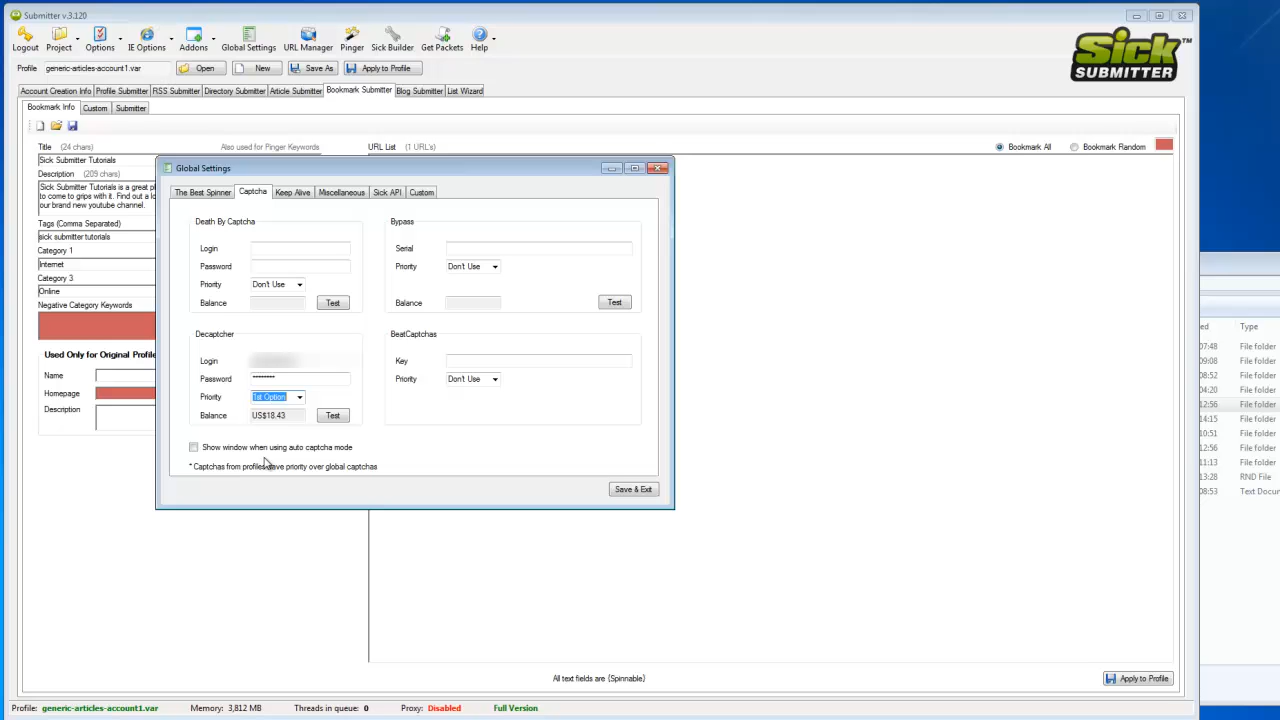 Submitter v.3.120
Logout Project Options IE Options Addons Global Settings URL Manager Pinger Sick Builder Get Packets Help
Sick SUBMITTER™
Profile generic-articles-account1.var Open New Save As Apply to Profile
Account Creation Info Profile Submitter RSS Submitter Directory Submitter Article Submitter Bookmark Submitter Blog Submitter List Wizard
Bookmark Info Custom Submitter
Title (24 chars) Also used for Pinger Keywords URL List (1 URL's) Bookmark All Bookmark Random
Sick Submitter Tutorials
Description (209 chars)
Sick Submitter Tutorials is a great pl
to come to grips with it. Find out a lo
our brand new youtube channel.
Tags (Comma Separated)
sick submitter tutorials
Category 1
Internet
Category 3
Online
Negative Category Keywords
Used Only for Original Profile
Name
Homepage
Description
Global Settings
The Best Spinner Captcha Keep Alive Miscellaneous Sick API Custom
Death By Captcha
Login
Password
Priority Don't Use
Balance Test
Bypass
Serial
Priority Don't Use
Balance Test
Decaptcher
Login
Password ********
Priority 1st Option
Balance US$18.43 Test
BeatCaptchas
Key
Priority Don't Use
Show window when using auto captcha mode
* Captchas from profiles have priority over global captchas
Save & Exit
ed Type
07:48 File folder
09:08 File folder
08:52 File folder
04:20 File folder
12:56 File folder
14:15 File folder
10:51 File folder
12:56 File folder
11:13 File folder
13:28 RND File
08:53 Text Docum
All text fields are {Spinnable} Apply to Profile
Profile: generic-articles-account1.var Memory: 3,812 MB Threads in queue: 0 Proxy: Disabled Full Version